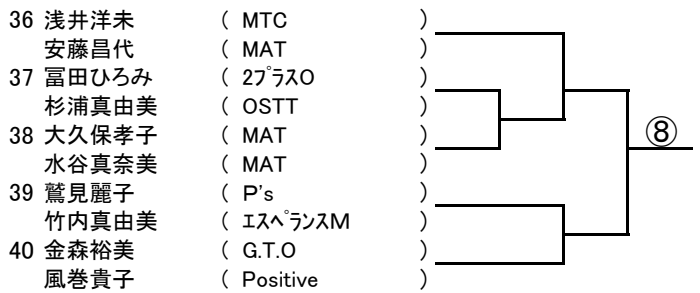 36 浅井洋未 ( MTC )
安藤昌代 ( MAT )
37 冨田ひろみ ( 2ﾌﾟﾗｽO )
杉浦真由美 ( OSTT )
38 大久保孝子 ( MAT )
水谷真奈美 ( MAT )
⑧
39 鷲見麗子 ( P's )
竹内真由美 ( ｴｽﾍﾟﾗﾝｽM )
40 金森裕美 ( G.T.O )
風巻貴子 ( Positive )